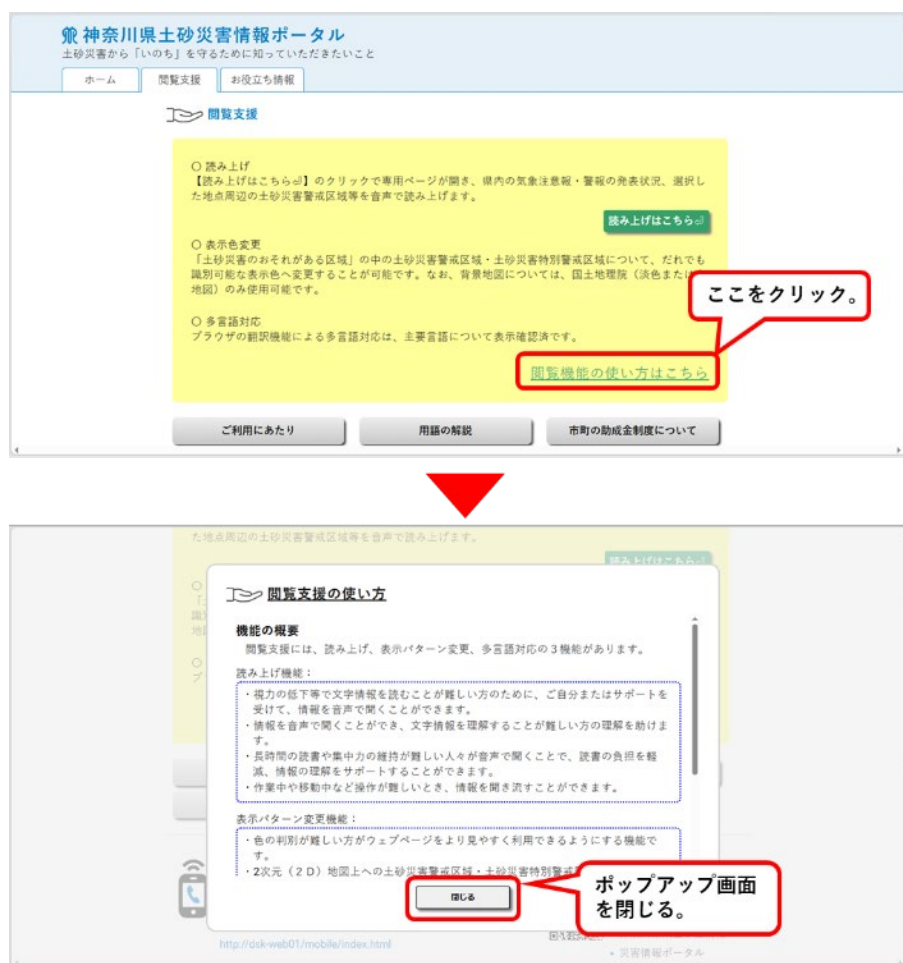 神奈川県土砂災害情報ポータル
土砂災害から「いのち」を守るために知っていただきたいこと
ホーム 閲覧支援 お役立ち情報
閲覧支援
〇 読み上げ
【読み上げはこちら⏎】のクリックで専用ページが開き、県内の気象注意報・警報の発表状況、選択し
た地点周辺の土砂災害警戒区域等を音声で読み上げます。
読み上げはこちら⏎
〇 表示色変更
「土砂災害のおそれがある区域」の中の土砂災害警戒区域・土砂災害特別警戒区域について、だれでも
識別可能な表示色へ変更することが可能です。なお、背景地図については、国土地理院（淡色また
地図）のみ使用可能です。
ここをクリック。
〇 多言語対応
ブラウザの翻訳機能による多言語対応は、主要言語について表示確認済です。
閲覧機能の使い方はこちら
ご利用にあたり 用語の解説 市町の助成金制度について
た地点周辺の土砂災害警戒区域等を音声で読み上げます。
読み上げはこちら⏎
閲覧支援の使い方
機能の概要
閲覧支援には、読み上げ、表示パターン変更、多言語対応の３機能があります。
読み上げ機能：
・視力の低下等で文字情報を読むことが難しい方のために、ご自分またはサポートを
受けて、情報を音声で聞くことができます。
・情報を音声で聞くことができ、文字情報を理解することが難しい方の理解を助けま
す。
・長時間の読書や集中力の維持が難しい人々が音声で聞くことで、読書の負担を軽
減、情報の理解をサポートすることができます。
・作業中や移動中など操作が難しいとき、情報を聞き流すことができます。
表示パターン変更機能：
・色の判別が難しい方がウェブページをより見やすく利用できるようにする機能で
す。
・2次元（２Ｄ）地図上への土砂災害警戒区域・土砂災害特別警戒
閉じる
ポップアップ画面
を閉じる。
http://dsk-web01/mobile/index.html
・災害情報ポータル